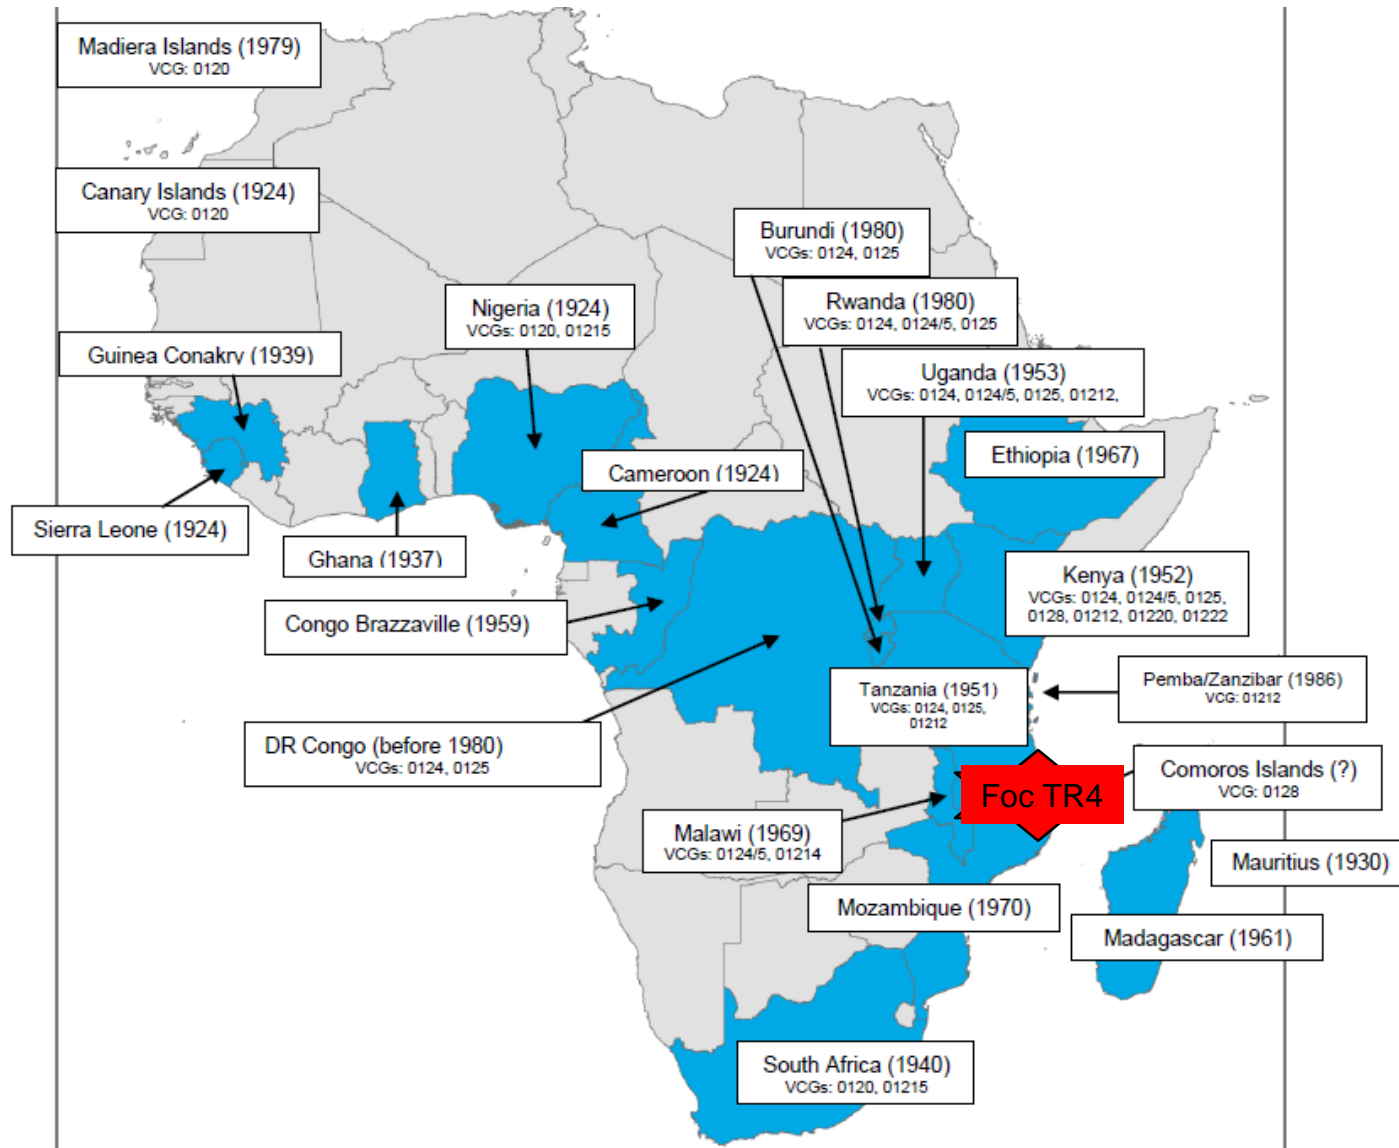 Madiera Islands (1979)
VCG: 0120
Canary Islands (1924)
VCG: 0120
Burundi (1980)
VCGs: 0124, 0125
Rwanda (1980)
VCGs: 0124, 0124/5, 0125
Nigeria (1924)
VCGs: 0120, 01215
Guinea Conakry (1939)
Uganda (1953)
VCGs: 0124, 0124/5, 0125, 01212,
Ethiopia (1967)
Cameroon (1924)
Sierra Leone (1924)
Ghana (1937)
Kenya (1952)
VCGs: 0124, 0124/5, 0125,
0128, 01212, 01220, 01222
Congo Brazzaville (1959)
Tanzania (1951)
VCGs: 0124, 0125,
01212
Pemba/Zanzibar (1986)
VCG: 01212
DR Congo (before 1980)
VCGs: 0124, 0125
Foc TR4
Comoros Islands (?)
VCG: 0128
Malawi (1969)
VCGs: 0124/5, 01214
Mauritius (1930)
Mozambique (1970)
Madagascar (1961)
South Africa (1940)
VCGs: 0120, 01215